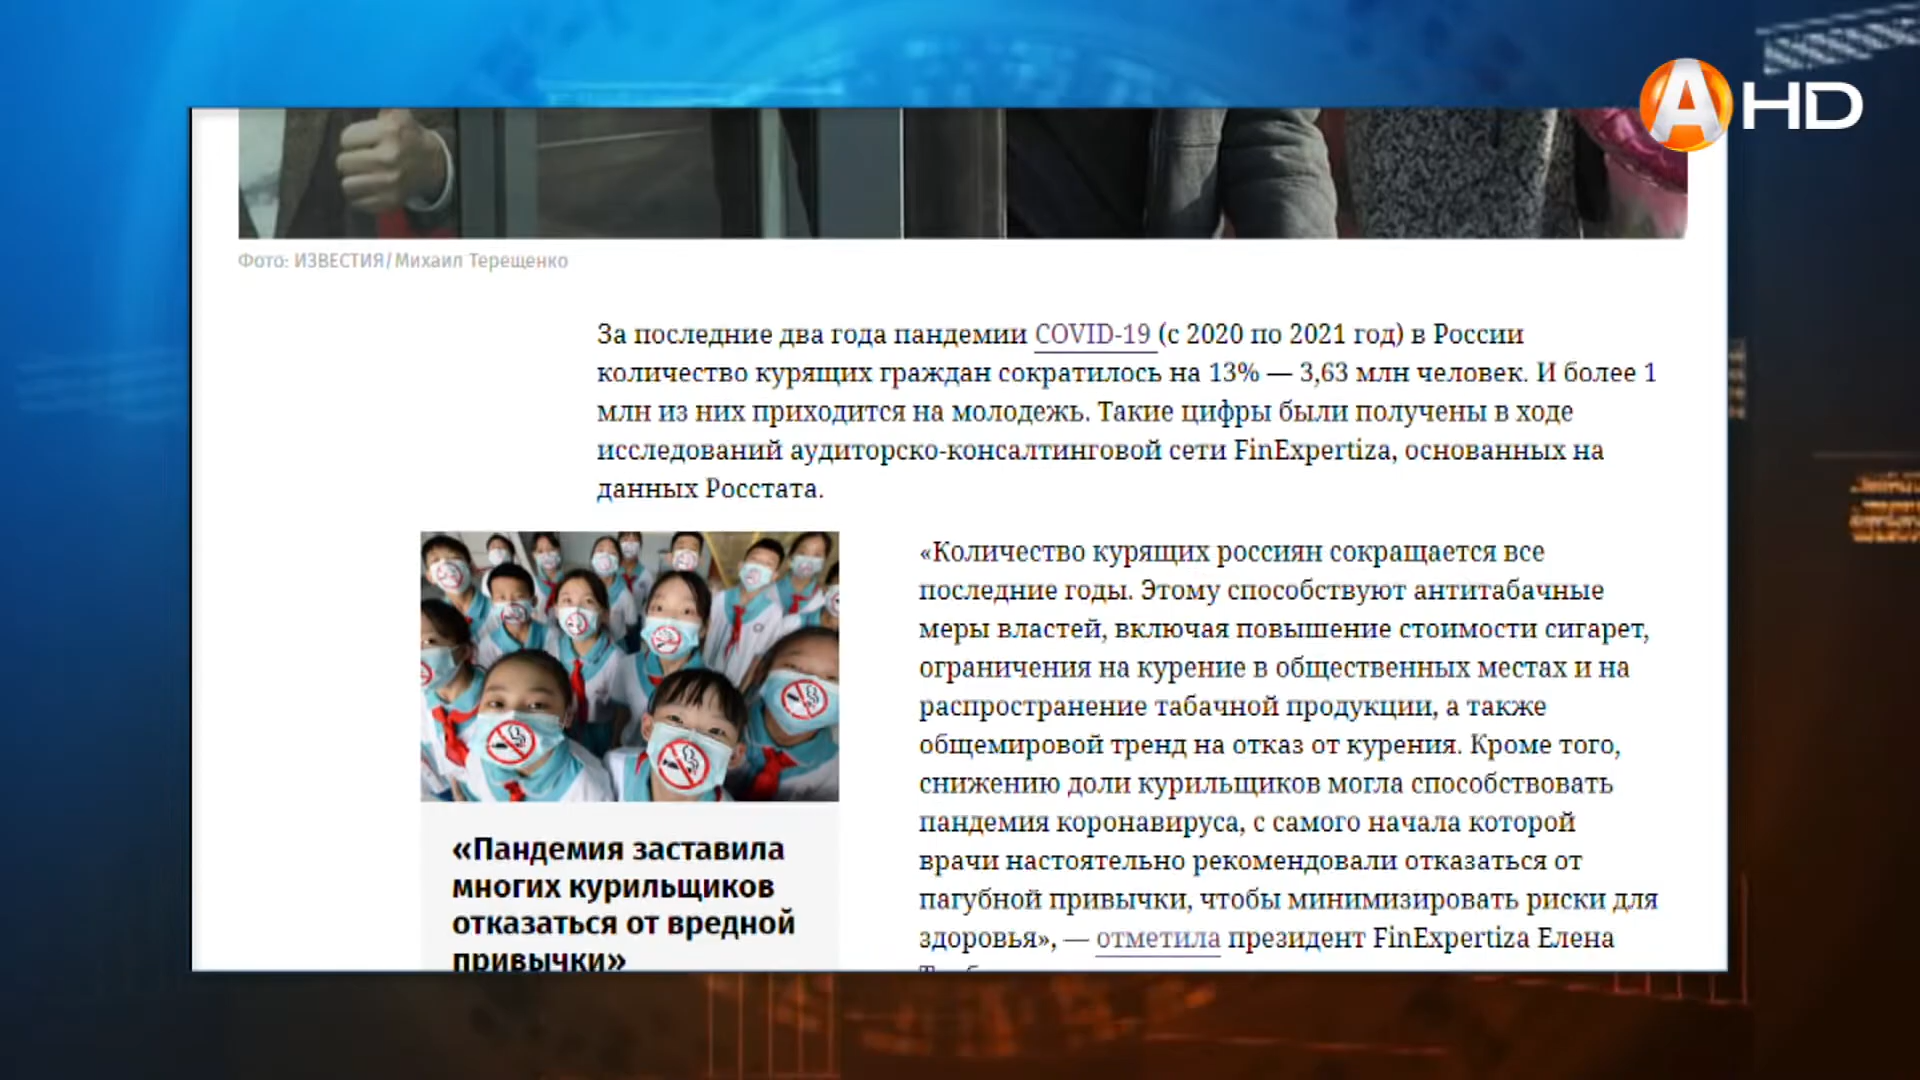 АHD
Фото: ИЗВЕСТИЯ/Михаил Терещенко
За последние два года пандемии COVID-19 (с 2020 по 2021 год) в России
количество курящих граждан сократилось на 13% — 3,63 млн человек. И более 1
млн из них приходится на молодежь. Такие цифры были получены в ходе
исследований аудиторско-консалтинговой сети FinExpertiza, основанных на
данных Росстата.
«Количество курящих россиян сокращается все
последние годы. Этому способствуют антитабачные
меры властей, включая повышение стоимости сигарет,
ограничения на курение в общественных местах и на
распространение табачной продукции, а также
общемировой тренд на отказ от курения. Кроме того,
снижению доли курильщиков могла способствовать
пандемия коронавируса, с самого начала которой
врачи настоятельно рекомендовали отказаться от
пагубной привычки, чтобы минимизировать риски для
здоровья», — отметила президент FinExpertiza Елена
«Пандемия заставила
многих курильщиков
отказаться от вредной
привычки»